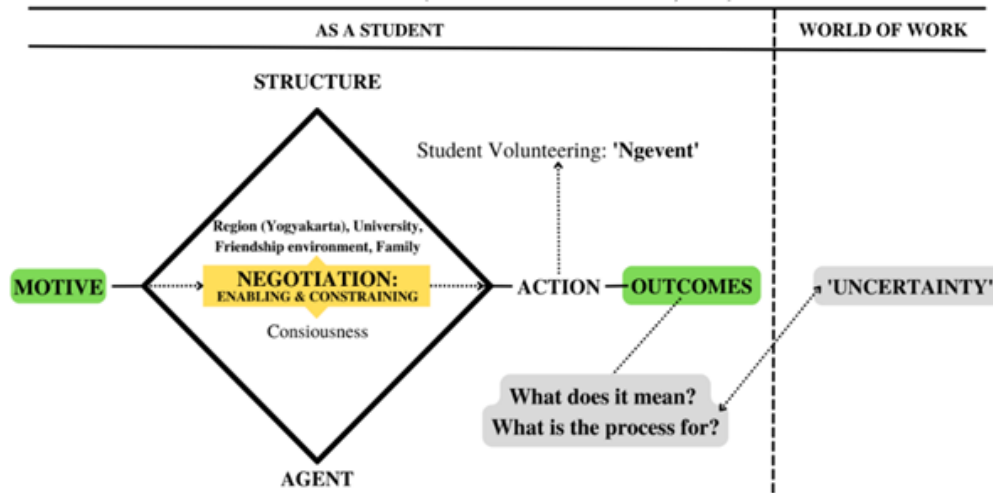 AS A STUDENT
WORLD OF WORK
STRUCTURE
Student Volunteering: 'Ngevent'
Region (Yogyakarta), University,
Friendship environment, Family
MOTIVE
NEGOTIATION:
ENABLING & CONSTRAINING
ACTION
OUTCOMES
'UNCERTAINTY'
Consiousness
What does it mean?
What is the process for?
AGENT